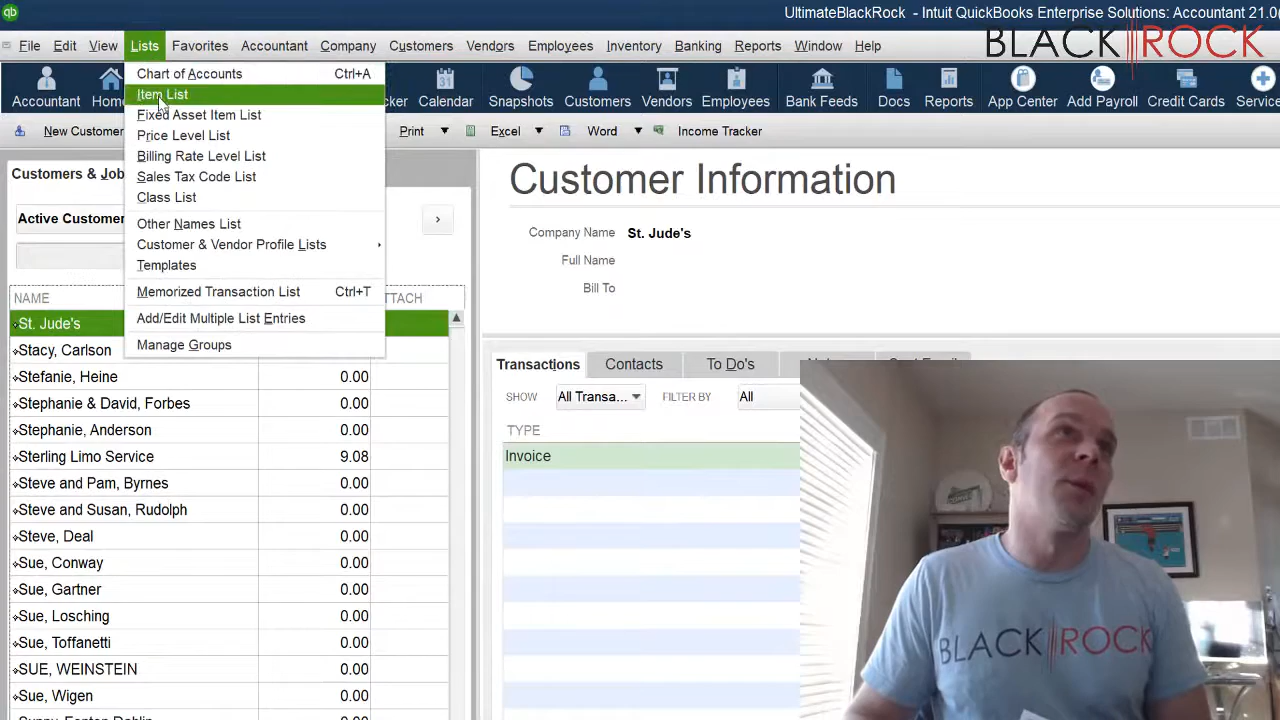 qb
UltimateBlackRock - Intuit QuickBooks Enterprise Solutions: Accountant 21.0
File Edit View Lists Favorites Accountant Company Customers Vendors Employees Inventory Banking Reports Window Help
BLACK ROCK
Accountant Calendar Snapshots Customers Vendors Employees Bank Feeds Docs Reports App Center Add Payroll Credit Cards
Chart of Accounts Ctrl+A
Item List
Fixed Asset Item List
Price Level List
Billing Rate Level List
Sales Tax Code List
Class List
Other Names List
Customer & Vendor Profile Lists
Templates
Memorized Transaction List Ctrl+T
Add/Edit Multiple List Entries
Manage Groups
New Customer Print Excel Word Income Tracker
Customers & Job
Active Customer
NAME TTACH
St. Jude's
Stacy, Carlson
Stefanie, Heine 0.00
Stephanie & David, Forbes 0.00
Stephanie, Anderson 0.00
Sterling Limo Service 9.08
Steve and Pam, Byrnes 0.00
Steve and Susan, Rudolph 0.00
Steve, Deal 0.00
Sue, Conway 0.00
Sue, Gartner 0.00
Sue, Losching 0.00
Sue, Toffanetti 0.00
SUE, WEINSTEIN 0.00
Sue, Wigen 0.00
Customer Information
Company Name St. Jude's
Full Name
Bill To
Transactions Contacts To Do's
SHOW All Transa... FILTER BY All
TYPE
Invoice
BLACK ROCK